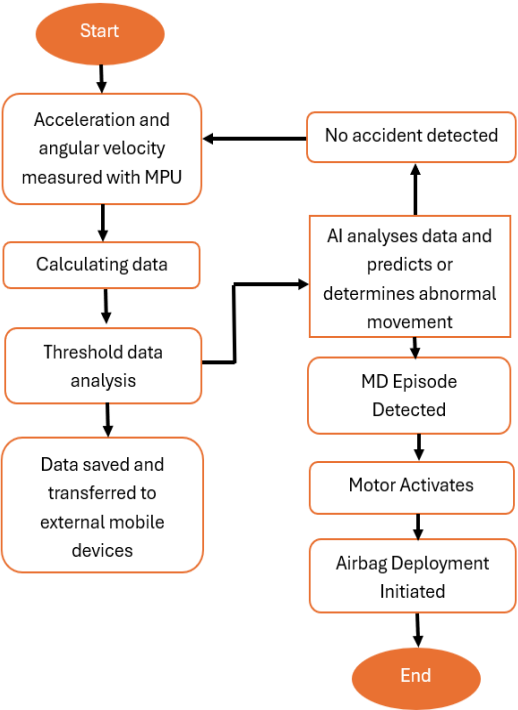 Start
Acceleration and
angular velocity
measured with MPU
Calculating data
Threshold data
analysis
Data saved and
transferred to
external mobile
devices
No accident detected
AI analyses data and
predicts or
determines abnormal
movement
MD Episode
Detected
Motor Activates
Airbag Deployment
Initiated
End